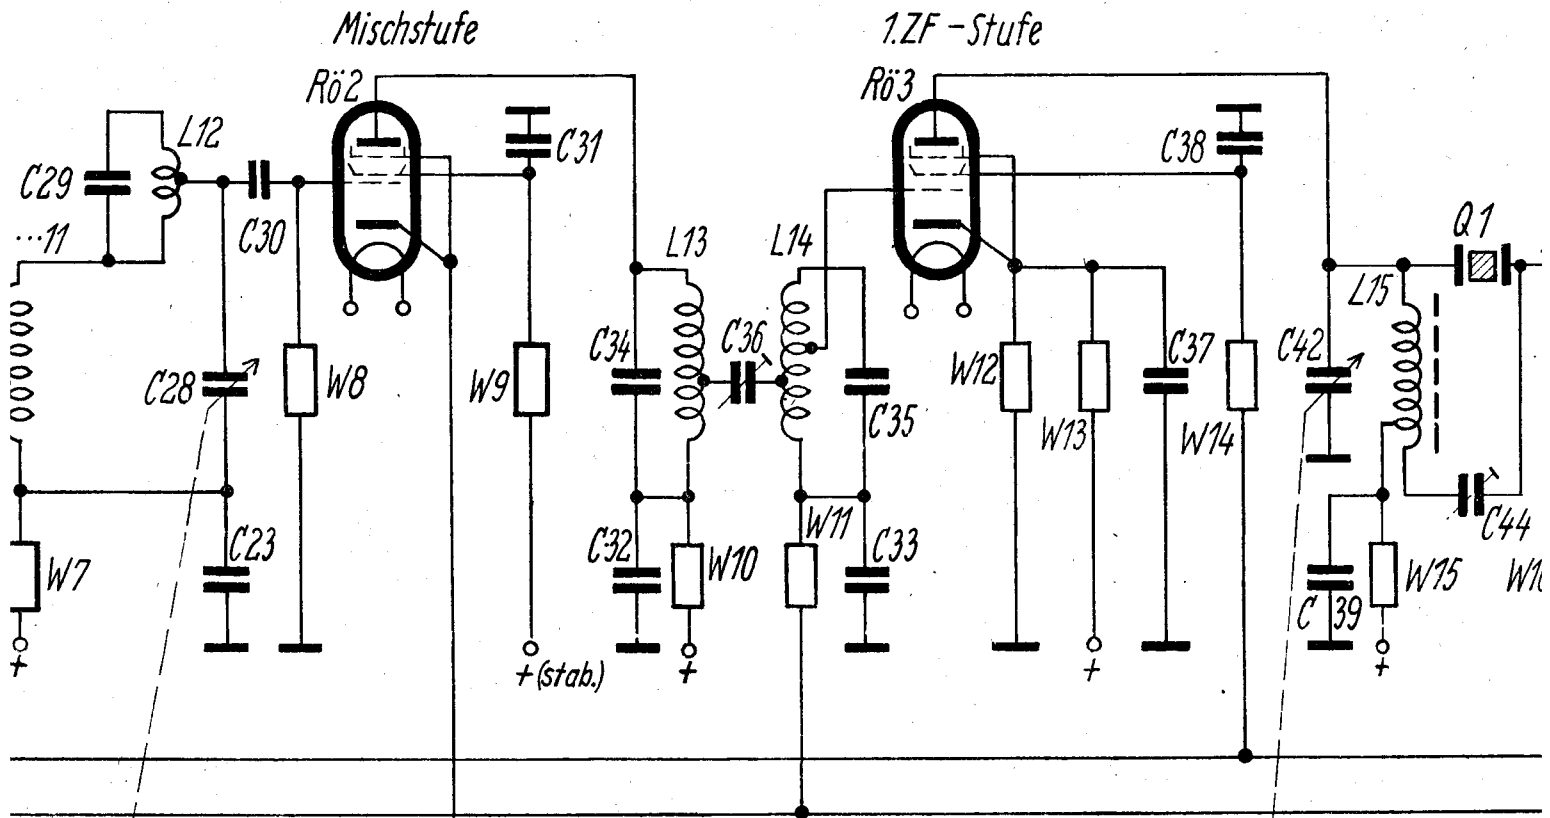 Mischstufe
1.ZF-Stufe
Rö2
Rö3
L12
C31
C38
C29
C30
...11
L13
L14
Q1
L15
C34
C36
C28
W8
W9
W12
C37
C42
C35
W13
W14
W11
C44
C23
C32
W10
C33
W7
W15
C 39
+
+(stab.)
+
+
+